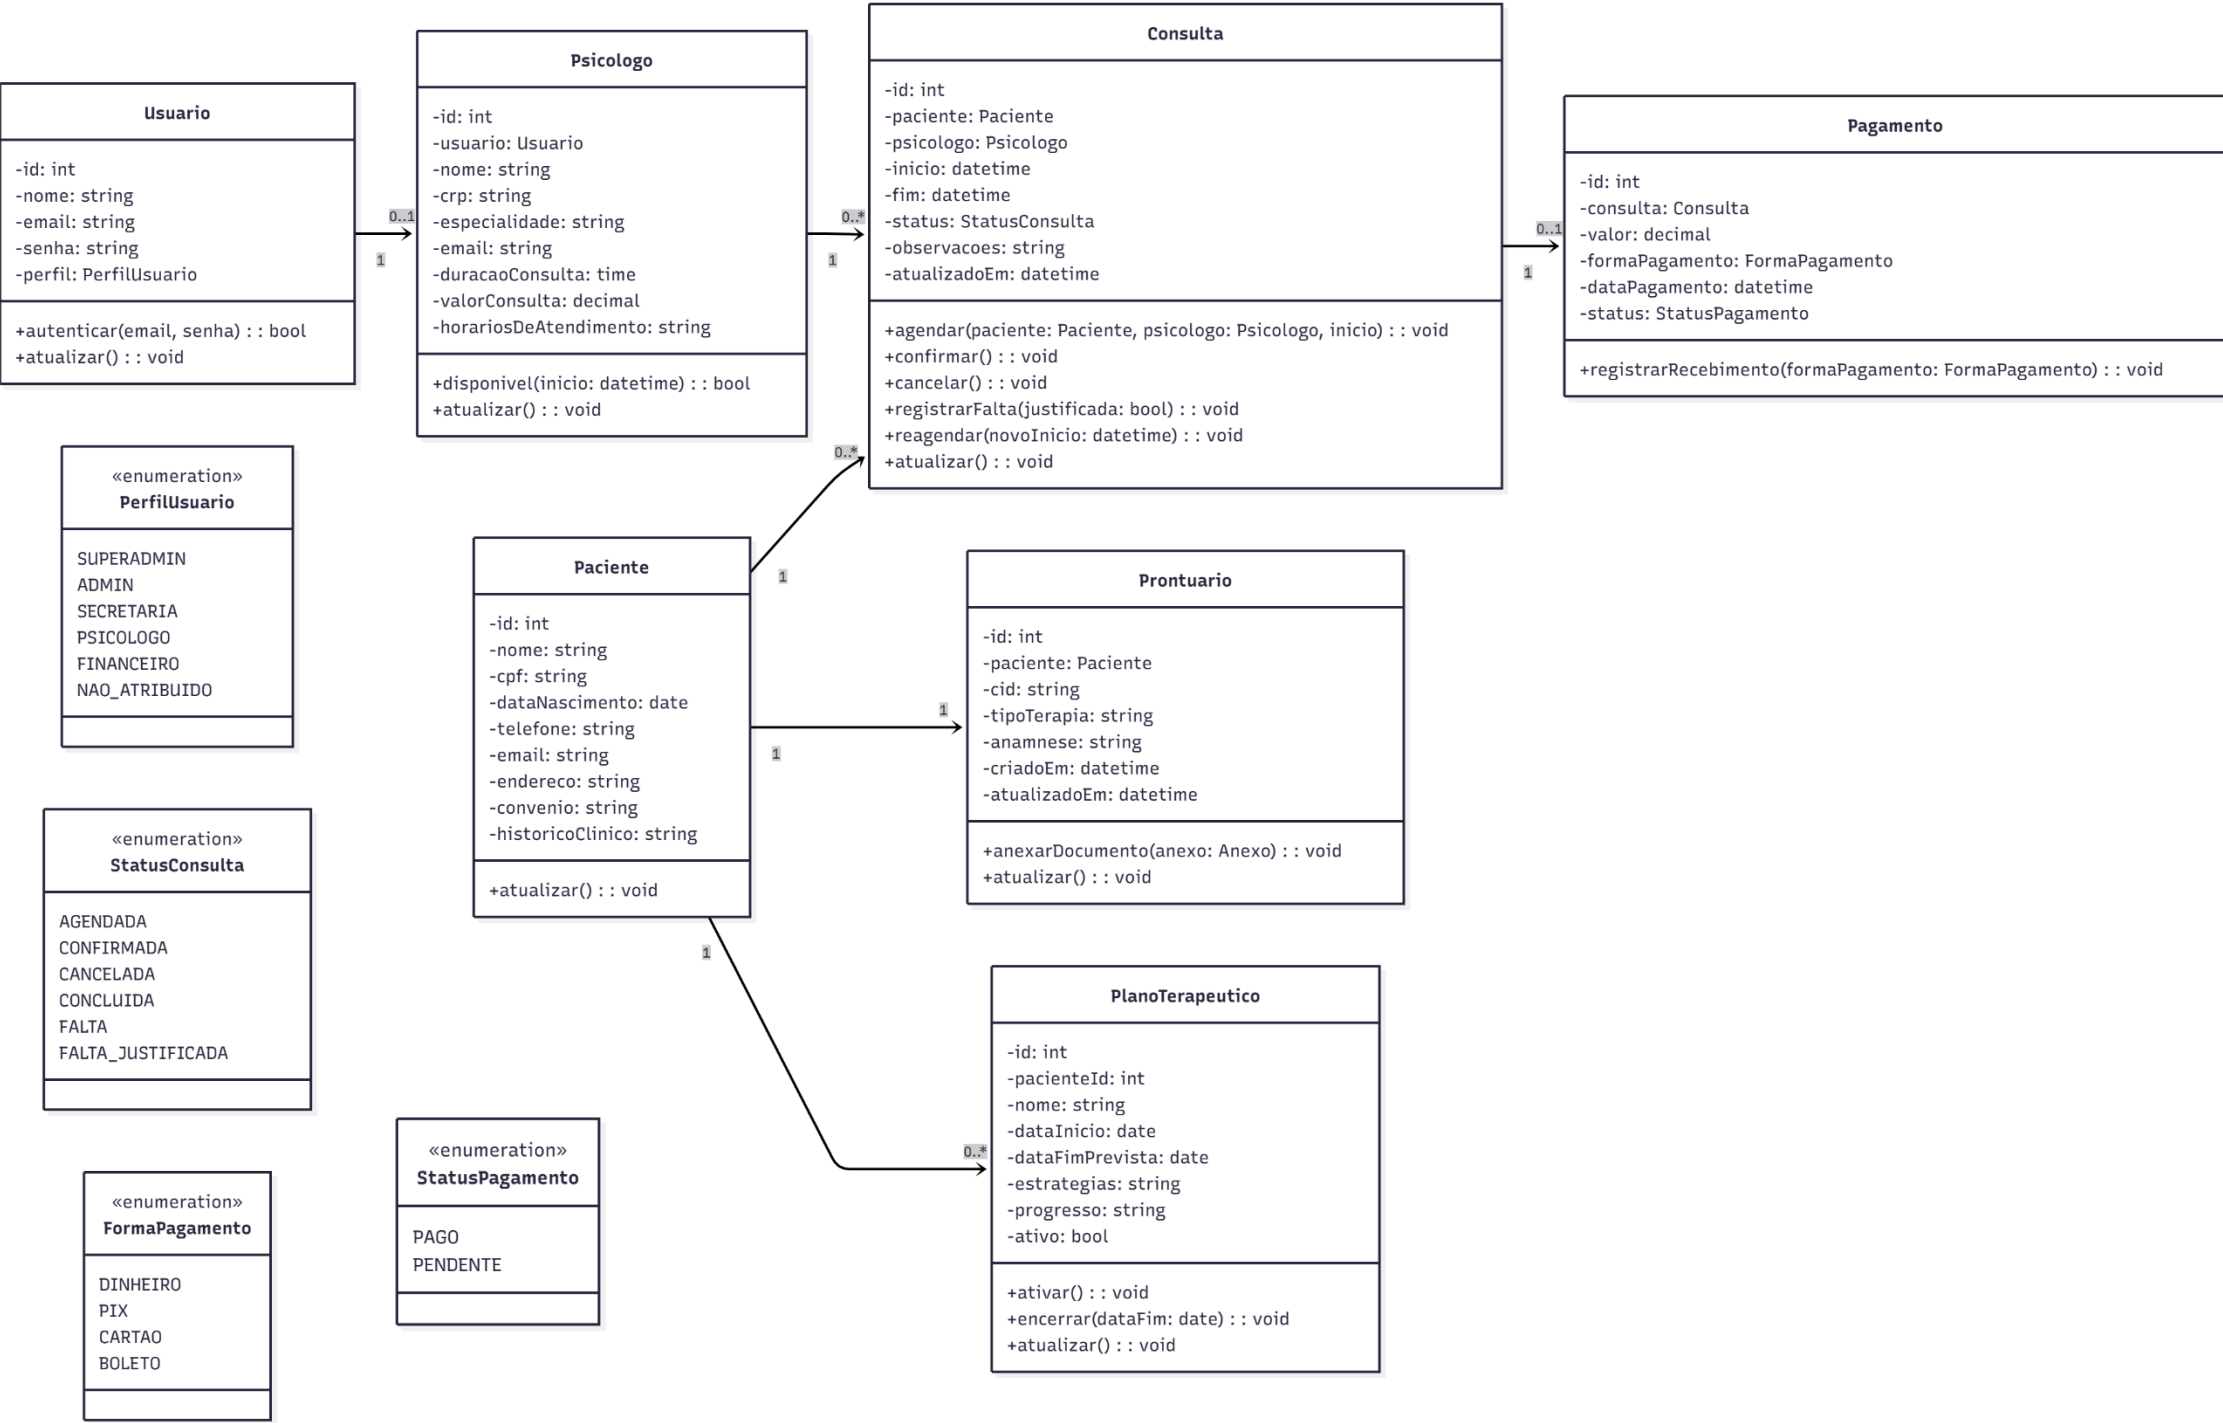 Usuario
-id: int
-nome: string
-email: string
-senha: string
-perfil: PerfilUsuario
+autenticar(email, senha) : : bool
+atualizar() : : void
0..1
1
Psicologo
-id: int
-usuario: Usuario
-nome: string
-crp: string
-especialidade: string
-email: string
-duracaoConsulta: time
-valorConsulta: decimal
-horariosDeAtendimento: string
+disponivel(inicio: datetime) : : bool
+atualizar() : : void
0..*
1
Consulta
-id: int
-paciente: Paciente
-psicologo: Psicologo
-inicio: datetime
-fim: datetime
-status: StatusConsulta
-observacoes: string
-atualizadoEm: datetime
+agendar(paciente: Paciente, psicologo: Psicologo, inicio) : : void
+confirmar() : : void
+cancelar() : : void
+registrarFalta(justificada: bool) : : void
+reagendar(novoInicio: datetime) : : void
+atualizar() : : void
0..1
1
Pagamento
-id: int
-consulta: Consulta
-valor: decimal
-formaPagamento: FormaPagamento
-dataPagamento: datetime
-status: StatusPagamento
+registrarRecebimento(formaPagamento: FormaPagamento) : : void
«enumeration»
PerfilUsuario
SUPERADMIN
ADMIN
SECRETARIA
PSICOLOGO
FINANCEIRO
NAO_ATRIBUIDO
0..*
1
Paciente
-id: int
-nome: string
-cpf: string
-dataNascimento: date
-telefone: string
-email: string
-endereco: string
-convenio: string
-historicoClinico: string
+atualizar() : : void
1
1
Prontuario
-id: int
-paciente: Paciente
-cid: string
-tipoTerapia: string
-anamnese: string
-criadoEm: datetime
-atualizadoEm: datetime
+anexarDocumento(anexo: Anexo) : : void
+atualizar() : : void
«enumeration»
StatusConsulta
AGENDADA
CONFIRMADA
CANCELADA
CONCLUIDA
FALTA
FALTA_JUSTIFICADA
1
0..*
PlanoTerapeutico
-id: int
-pacienteId: int
-nome: string
-dataInicio: date
-dataFimPrevista: date
-estrategias: string
-progresso: string
-ativo: bool
+ativar() : : void
+encerrar(dataFim: date) : : void
+atualizar() : : void
«enumeration»
StatusPagamento
PAGO
PENDENTE
«enumeration»
FormaPagamento
DINHEIRO
PIX
CARTAO
BOLETO